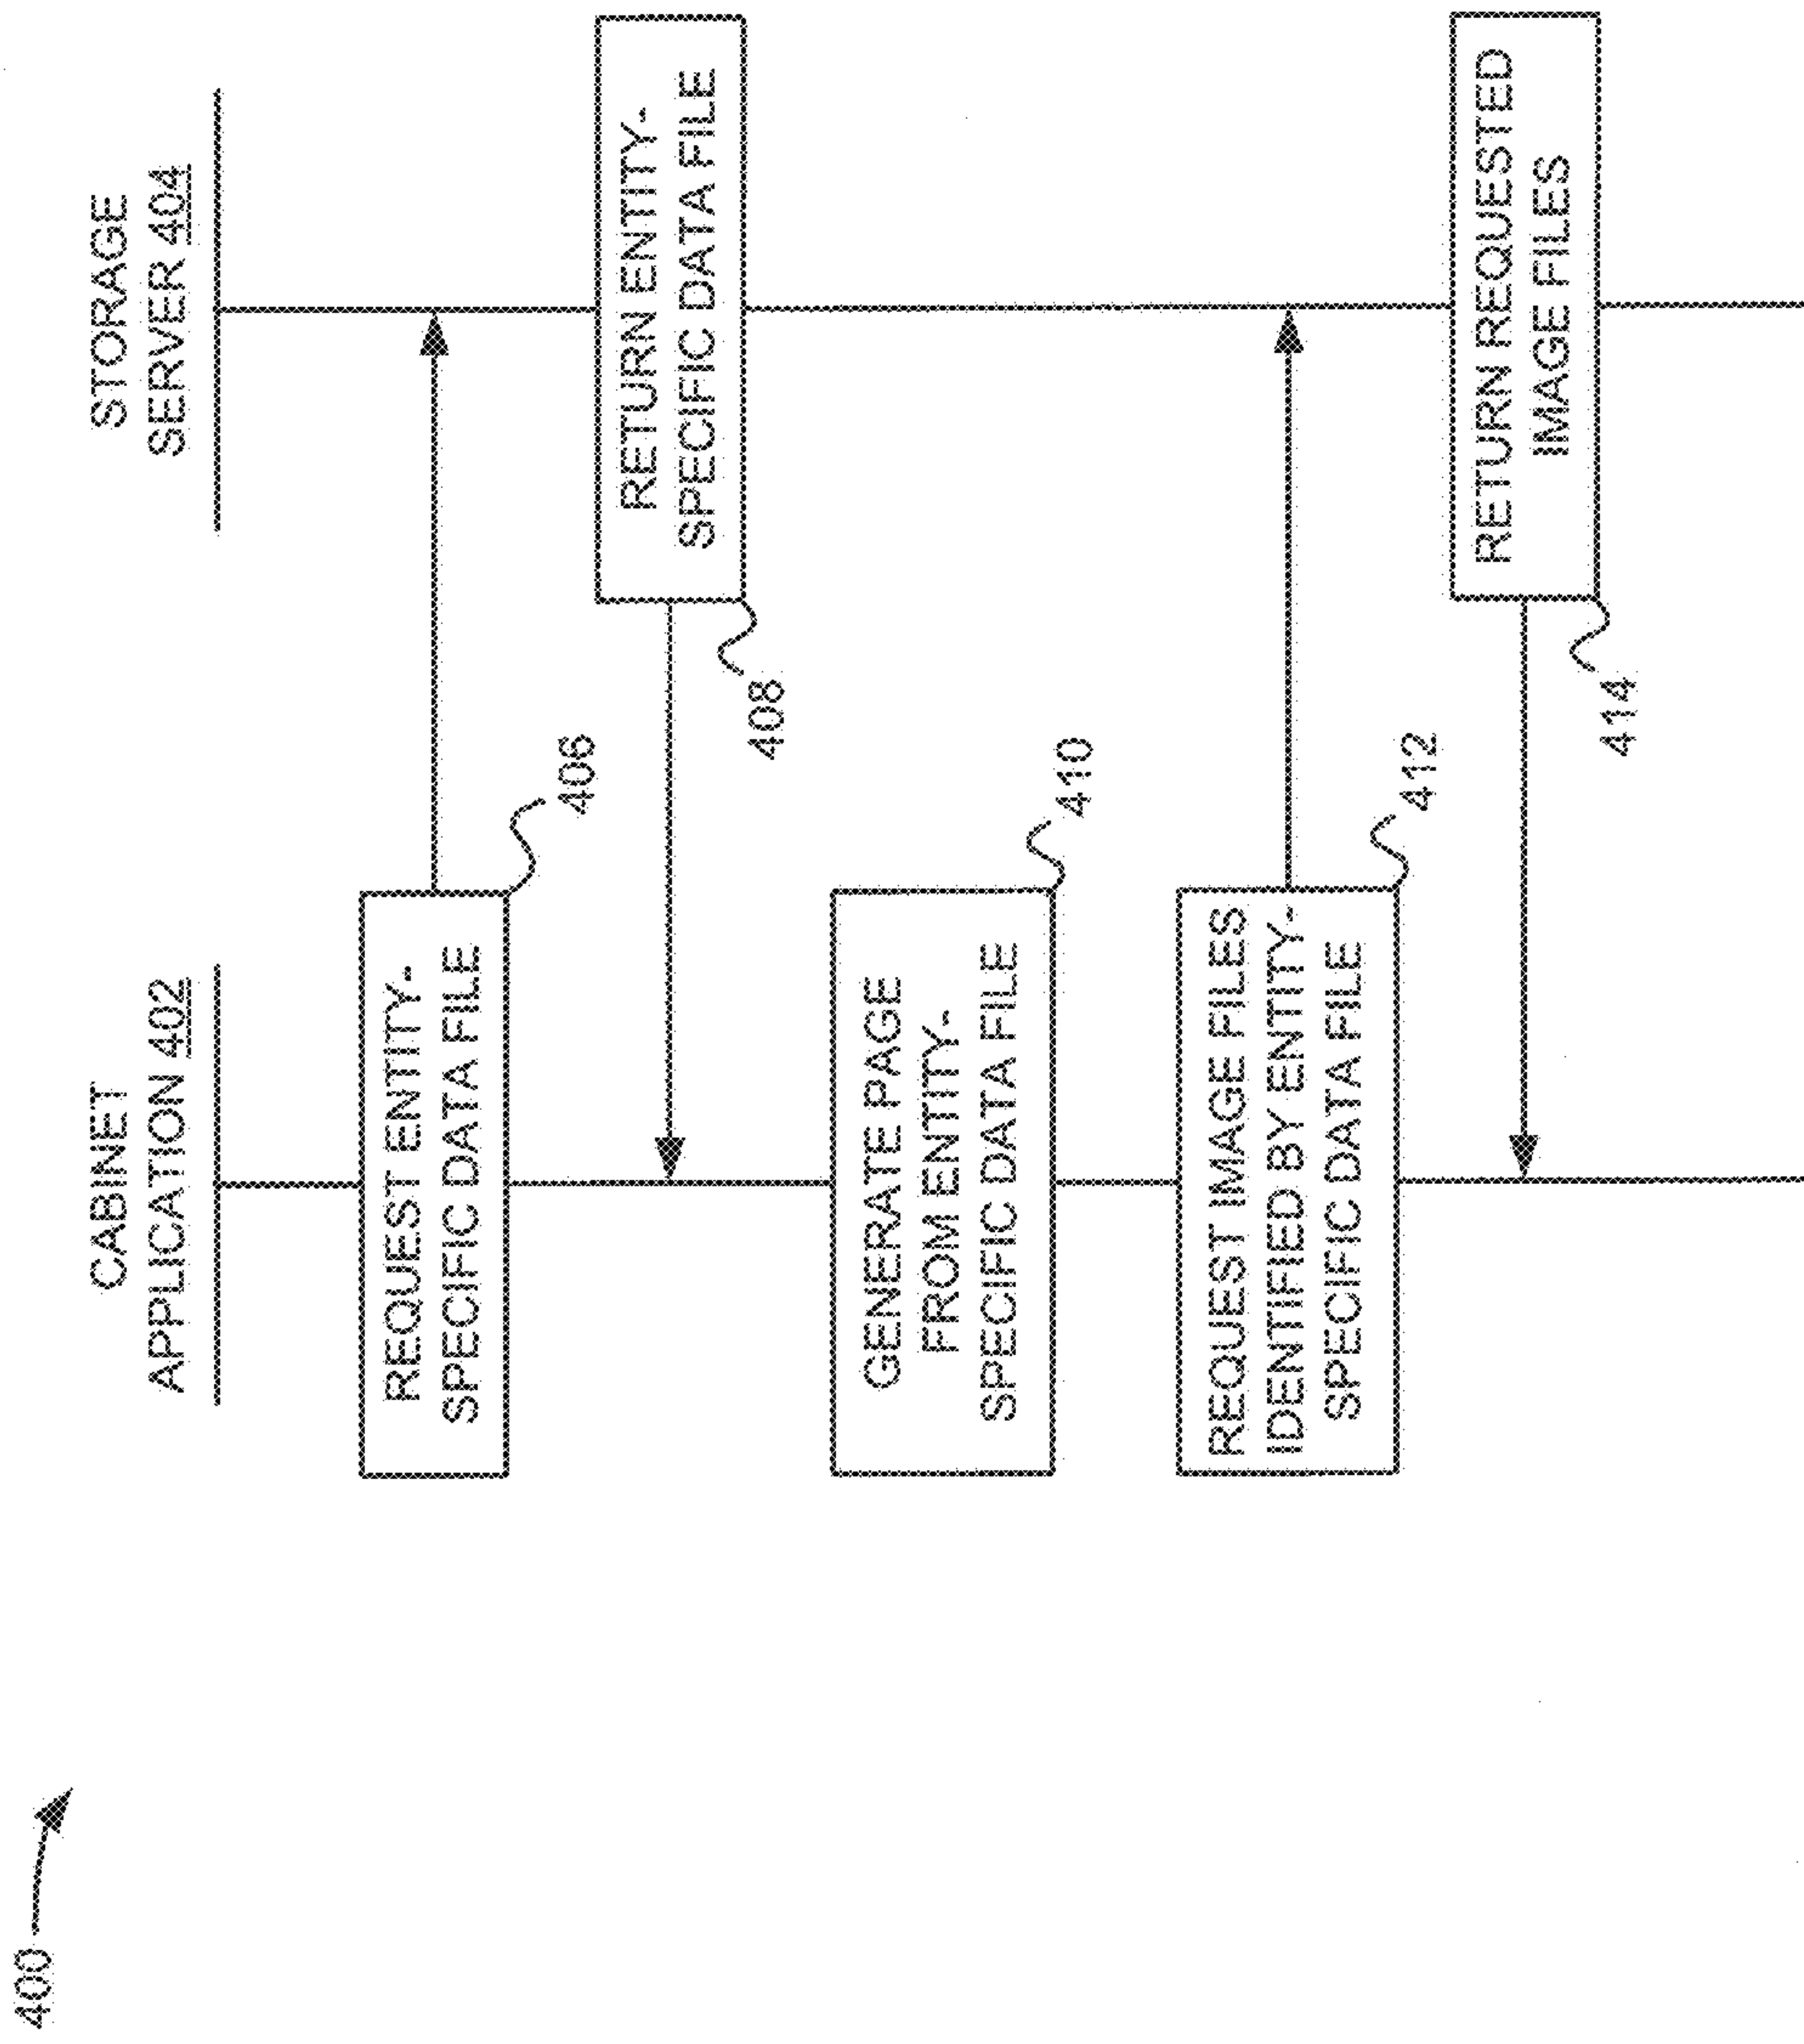 400
CABINET
APPLICATION 402
STORAGE
SERVER 404
REQUEST ENTITY-
SPECIFIC DATA FILE
406
RETURN ENTITY-
SPECIFIC DATA FILE
408
GENERATE PAGE
FROM ENTITY-
SPECIFIC DATA FILE
410
REQUEST IMAGE FILES
IDENTIFIED BY ENTITY-
SPECIFIC DATA FILE
412
RETURN REQUESTED
IMAGE FILES
414